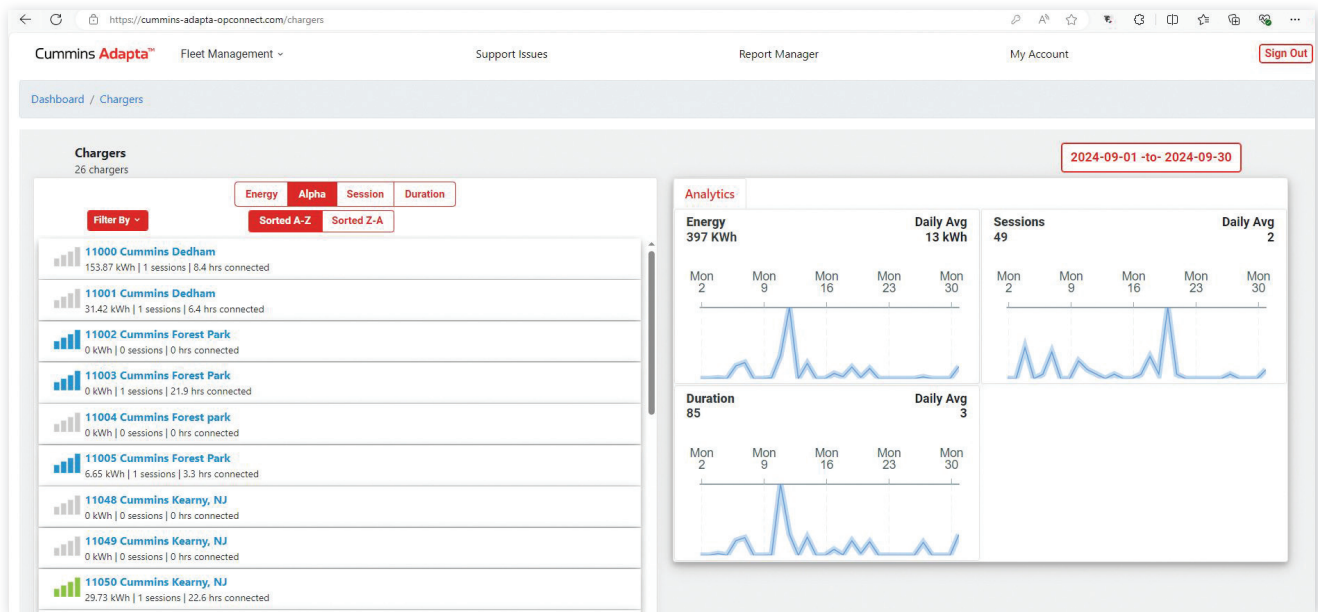 https://cummins-adapta-opconnect.com/chargers
Cummins Adapta™ Fleet Management Support Issues Report Manager My Account Sign Out
Dashboard / Chargers
Chargers
26 chargers
2024-09-01 -to- 2024-09-30
Energy Alpha Session Duration
Filter By Sorted A-Z Sorted Z-A
11000 Cummins Dedham
153.87 kWh | 1 sessions | 8.4 hrs connected
11001 Cummins Dedham
31.42 kWh | 1 sessions | 6.4 hrs connected
11002 Cummins Forest Park
0 kWh | 0 sessions | 0 hrs connected
11003 Cummins Forest Park
0 kWh | 1 sessions | 21.9 hrs connected
11004 Cummins Forest park
0 kWh | 0 sessions | 0 hrs connected
11005 Cummins Forest Park
6.65 kWh | 1 sessions | 3.3 hrs connected
11048 Cummins Kearny, NJ
0 kWh | 0 sessions | 0 hrs connected
11049 Cummins Kearny, NJ
0 kWh | 0 sessions | 0 hrs connected
11050 Cummins Kearny, NJ
29.73 kWh | 1 sessions | 22.6 hrs connected
Analytics
Energy Daily Avg
397 KWh 13 kWh
Mon Mon Mon Mon Mon
2 9 16 23 30
Sessions Daily Avg
49 2
Mon Mon Mon Mon Mon
2 9 16 23 30
Duration Daily Avg
85 3
Mon Mon Mon Mon Mon
2 9 16 23 30